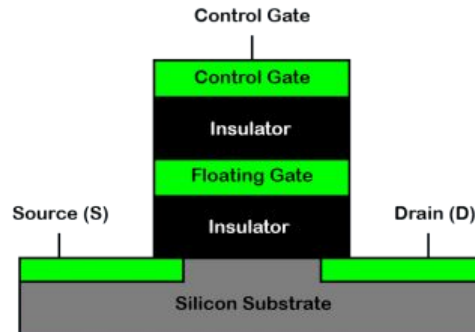 Control Gate
Control Gate
Insulator
Floating Gate
Source (S)
Insulator
Drain (D)
Silicon Substrate